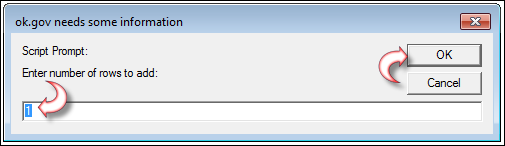 ok.gov needs some information
Script Prompt:
OK
Enter number of rows to add:
Cancel
1